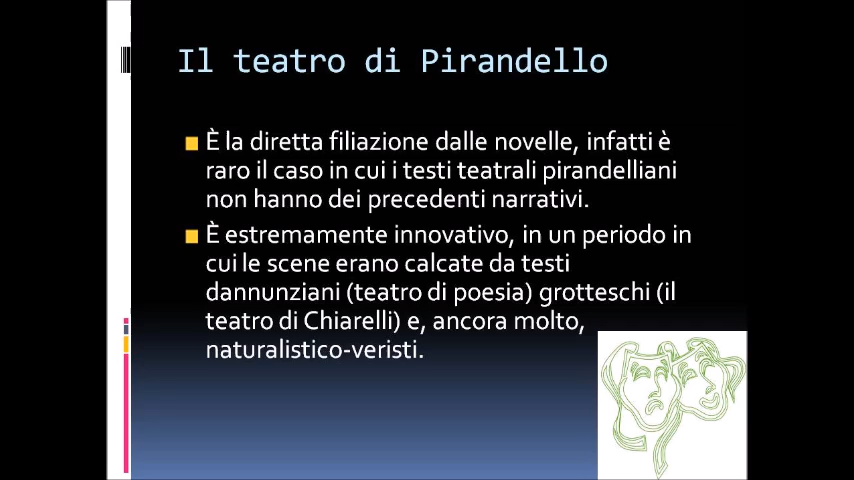 Il teatro di Pirandello
È la diretta filiazione dalle novelle, infatti è
raro il caso in cui i testi teatrali pirandelliani
non hanno dei precedenti narrativi.
È estremamente innovativo, in un periodo in
cui le scene erano calcate da testi
dannunziani (teatro di poesia) grotteschi (il
teatro di Chiarelli) e, ancora molto,
naturalistico-veristi.